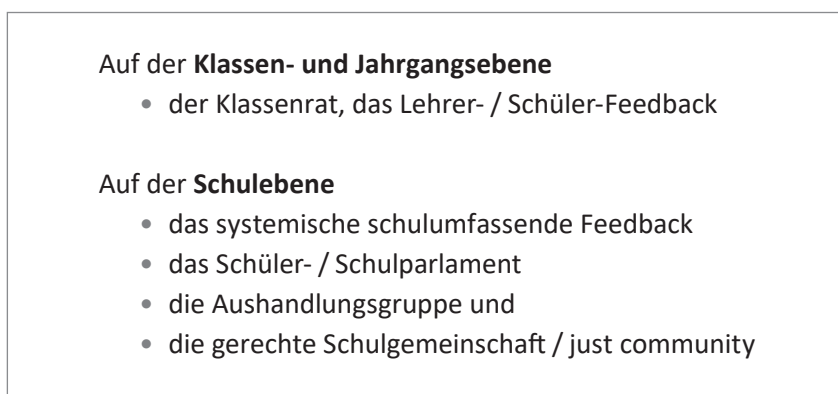 Auf der Klassen- und Jahrgangsebene
• der Klassenrat, das Lehrer- / Schüler-Feedback
Auf der Schulebene
• das systemische schulumfassende Feedback
• das Schüler- / Schulparlament
• die Aushandlungsgruppe und
• die gerechte Schulgemeinschaft / just community